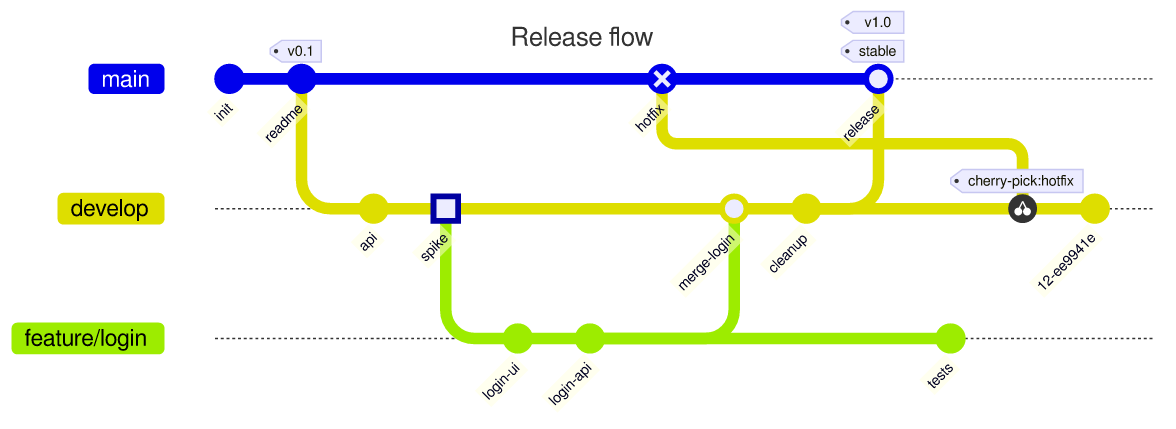 Release flow
v1.0
v0.1
stable
main
init
readme
hotfix
release
cherry-pick:hotfix
develop
api
spike
merge-login
cleanup
12-ee9941e
feature/login
login-ui
login-api
tests